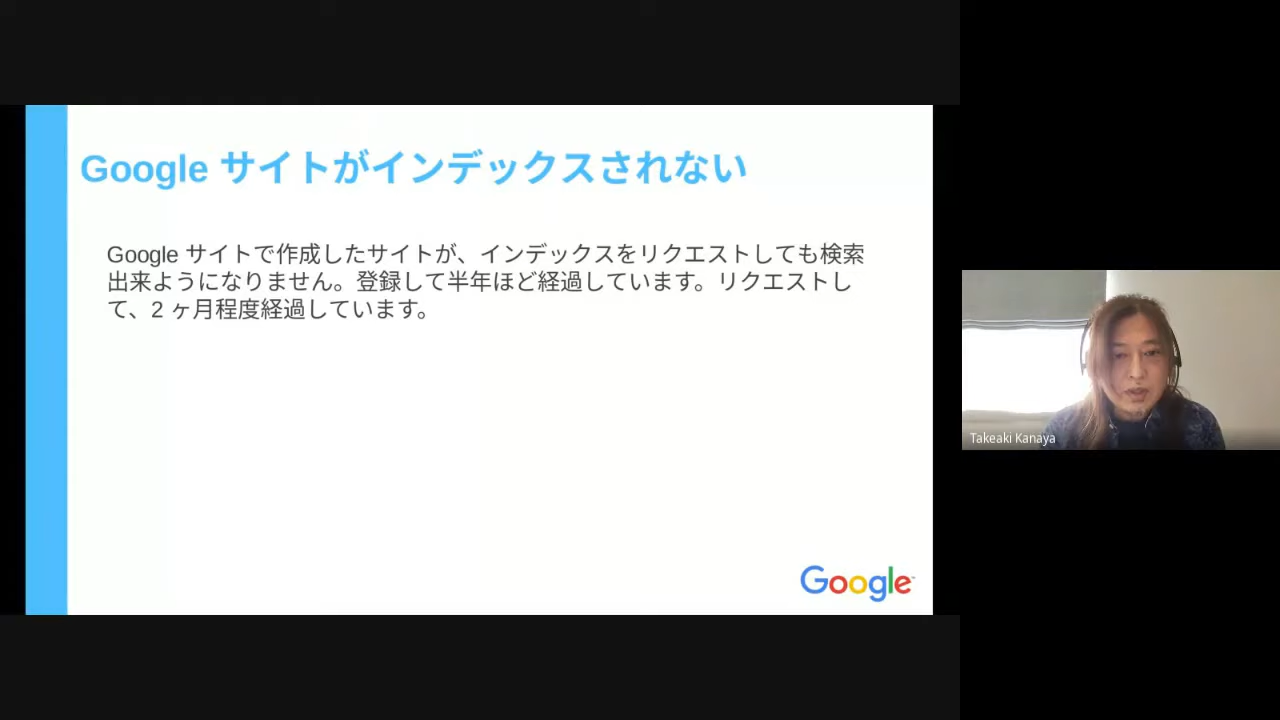 Google サイトがインデックスされない
Google サイトで作成したサイトが、インデックスをリクエストしても検索
出来ようになりません。登録して半年ほど経過しています。リクエストし
て、2 ヶ月程度経過しています。
Google
Takeaki Kanaya